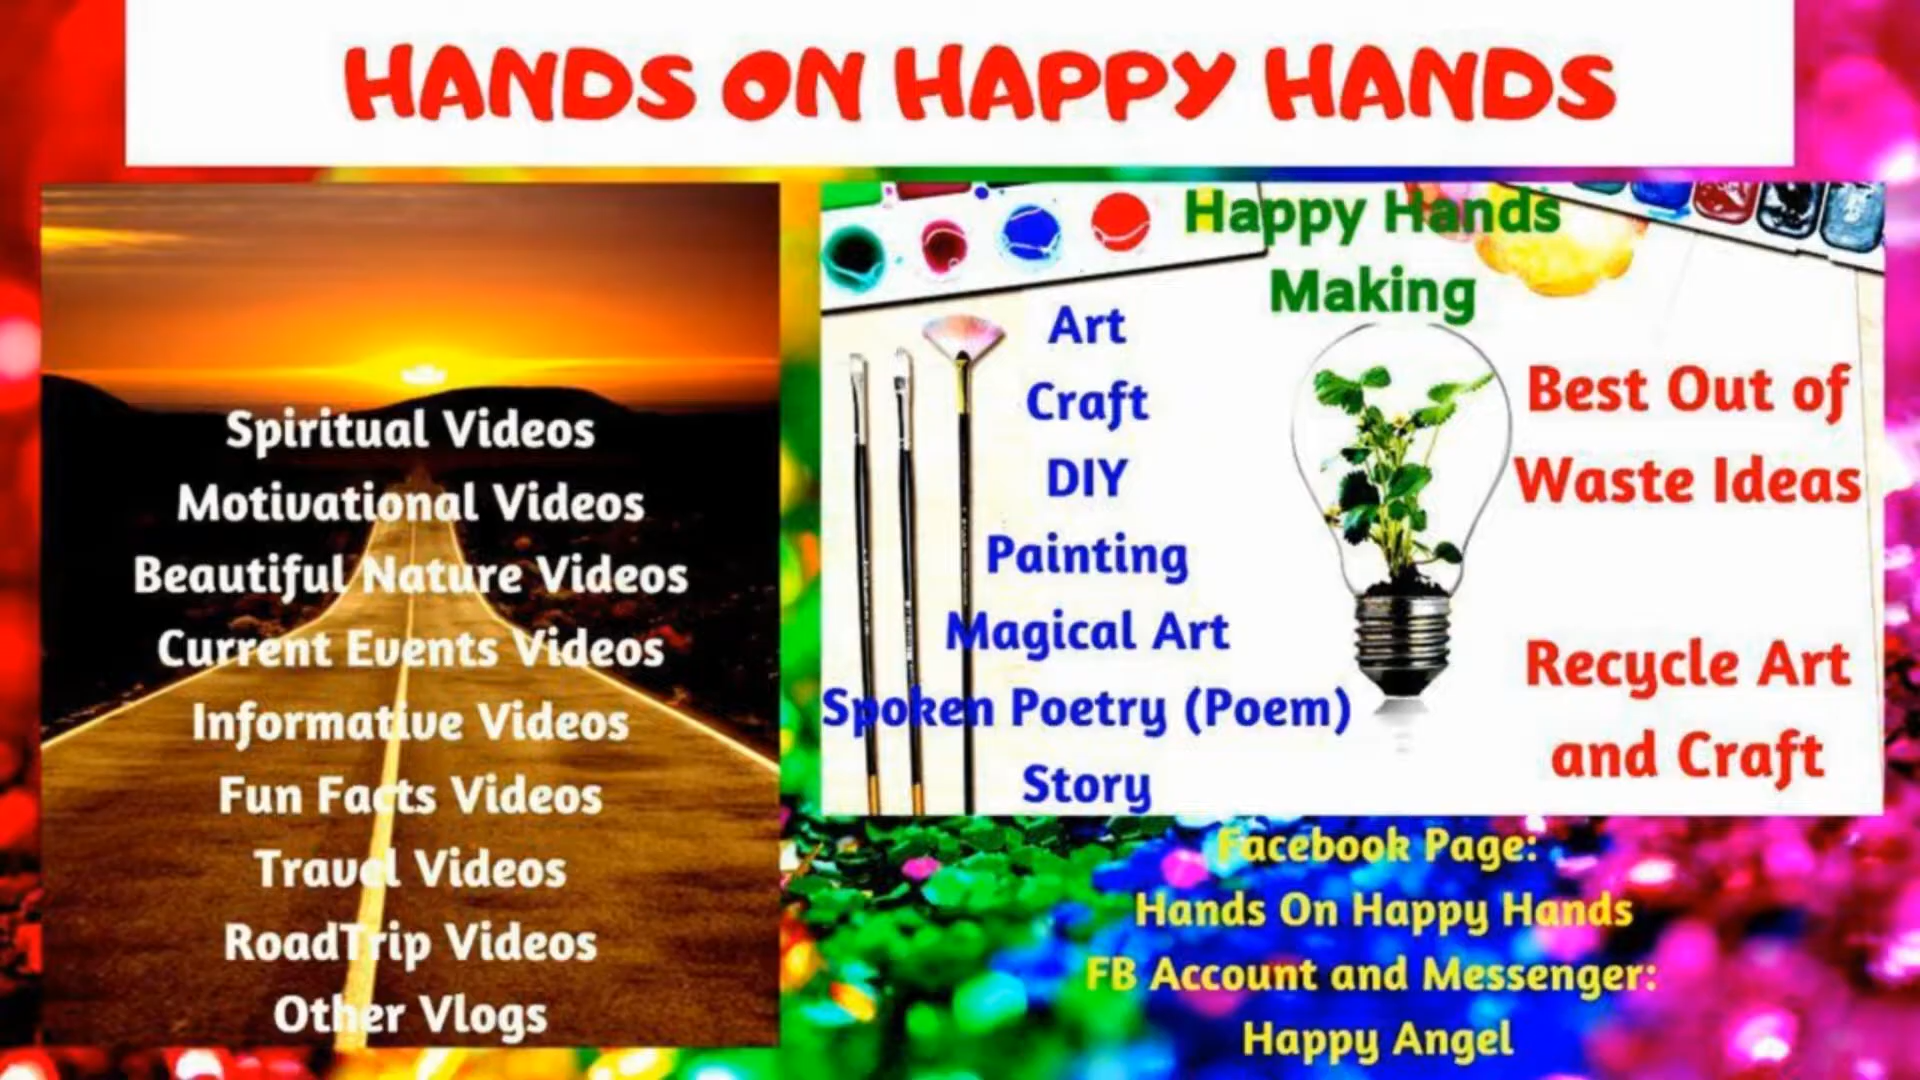 HANDS ON HAPPY HANDS
Spiritual Videos
Motivational Videos
Beautiful Nature Videos
Current Events Videos
Informative Videos
Fun Facts Videos
Travel Videos
RoadTrip Videos
Other Vlogs
Happy Hands
Making
Art
Craft
DIY
Painting
Magical Art
Spoken Poetry (Poem)
Story
Best Out of
Waste Ideas
Recycle Art
and Craft
Facebook Page:
Hands On Happy Hands
FB Account and Messenger:
Happy Angel